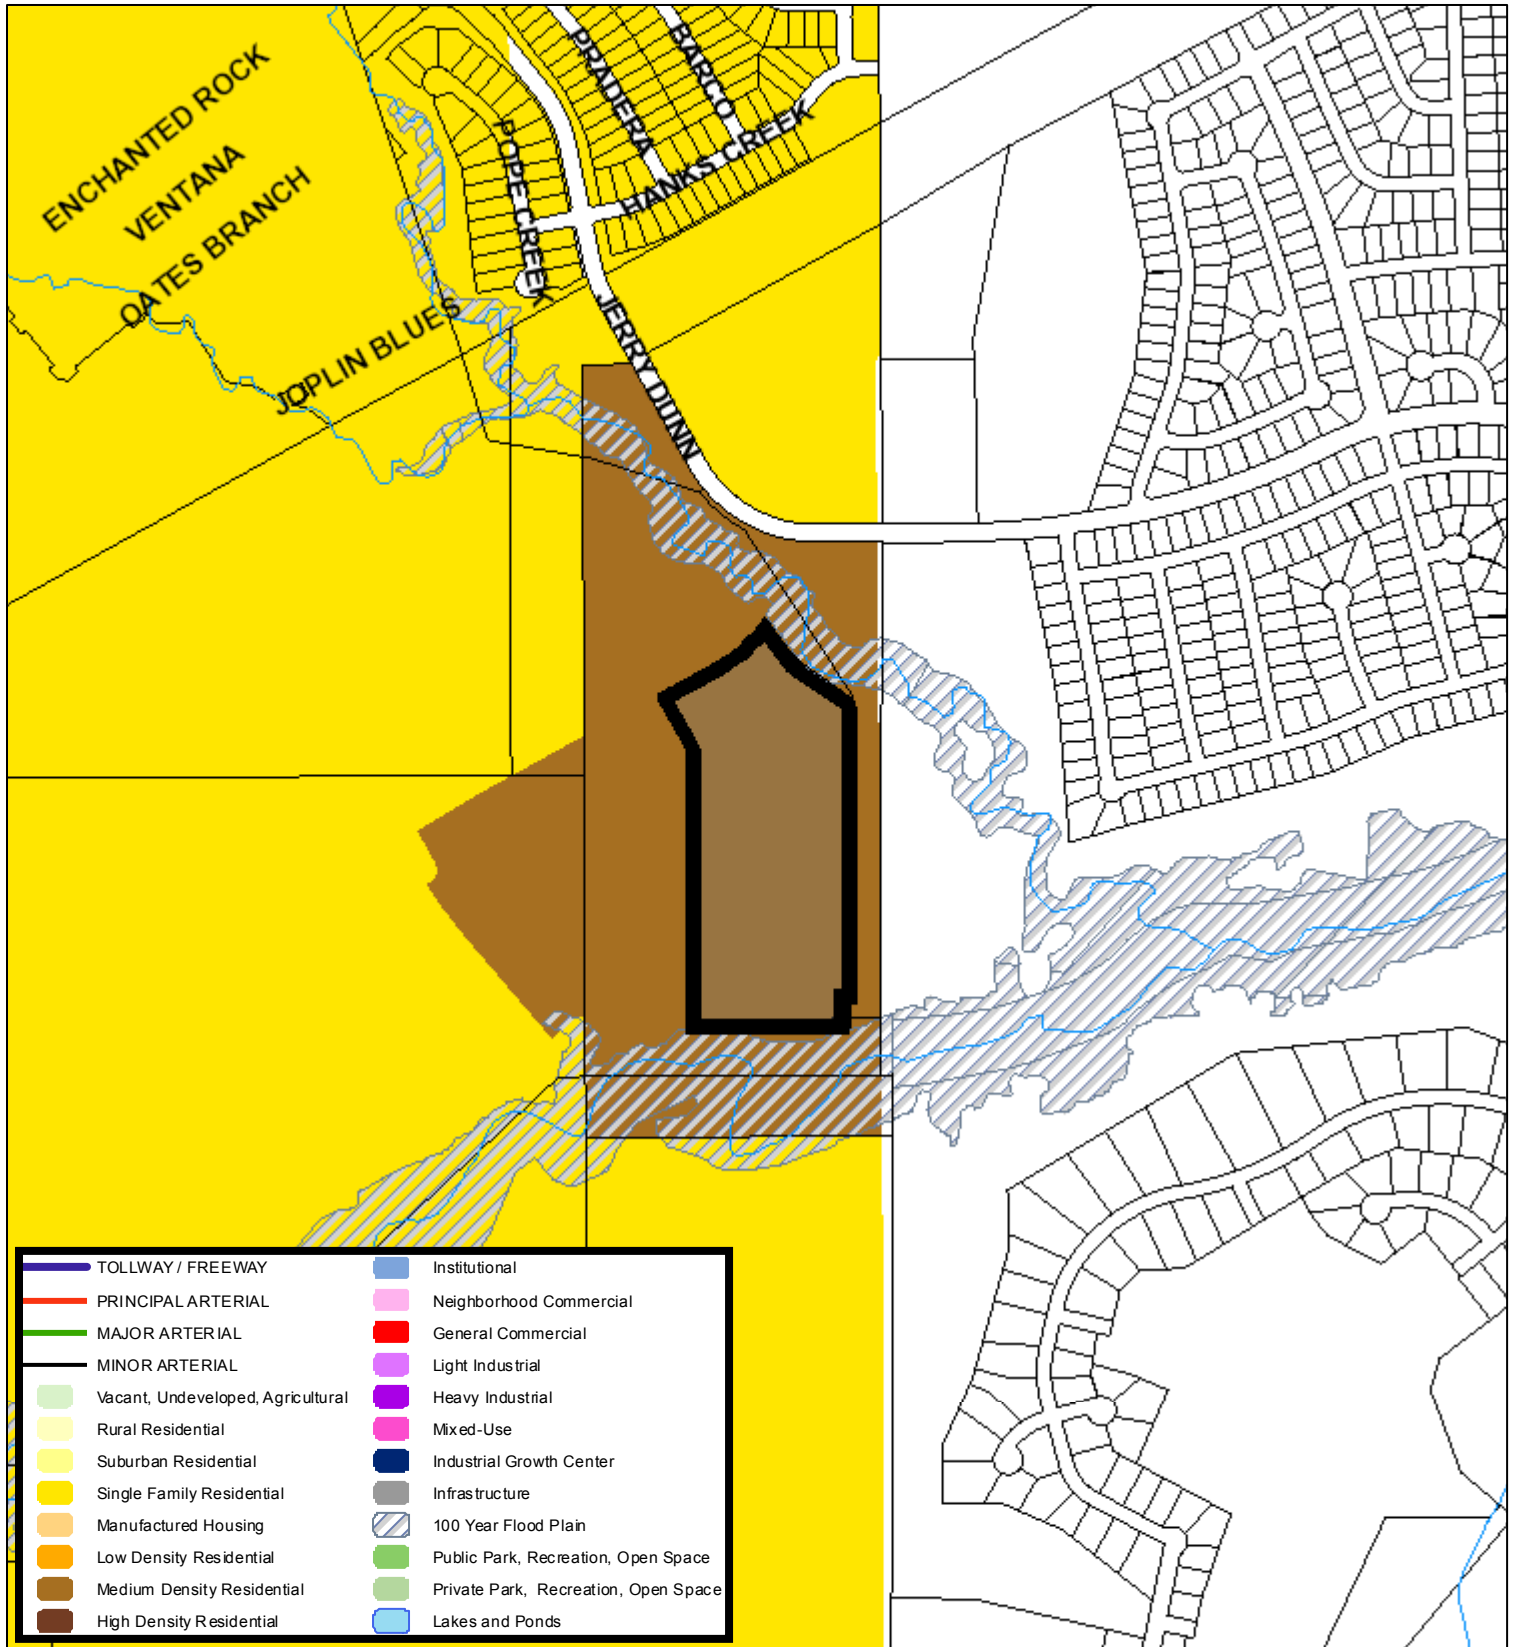 ENCHANTED ROCK
VENTANA
OATES BRANCH
JOPLIN BLUES
POPE CREEK
PRADERA
BARCO
HANKS CREEK
JERRY DUNN
TOLLWAY / FREEWAY
PRINCIPAL ARTERIAL
MAJOR ARTERIAL
MINOR ARTERIAL
Vacant, Undeveloped, Agricultural
Rural Residential
Suburban Residential
Single Family Residential
Manufactured Housing
Low Density Residential
Medium Density Residential
High Density Residential
Institutional
Neighborhood Commercial
General Commercial
Light Industrial
Heavy Industrial
Mixed-Use
Industrial Growth Center
Infrastructure
100 Year Flood Plain
Public Park, Recreation, Open Space
Private Park, Recreation, Open Space
Lakes and Ponds